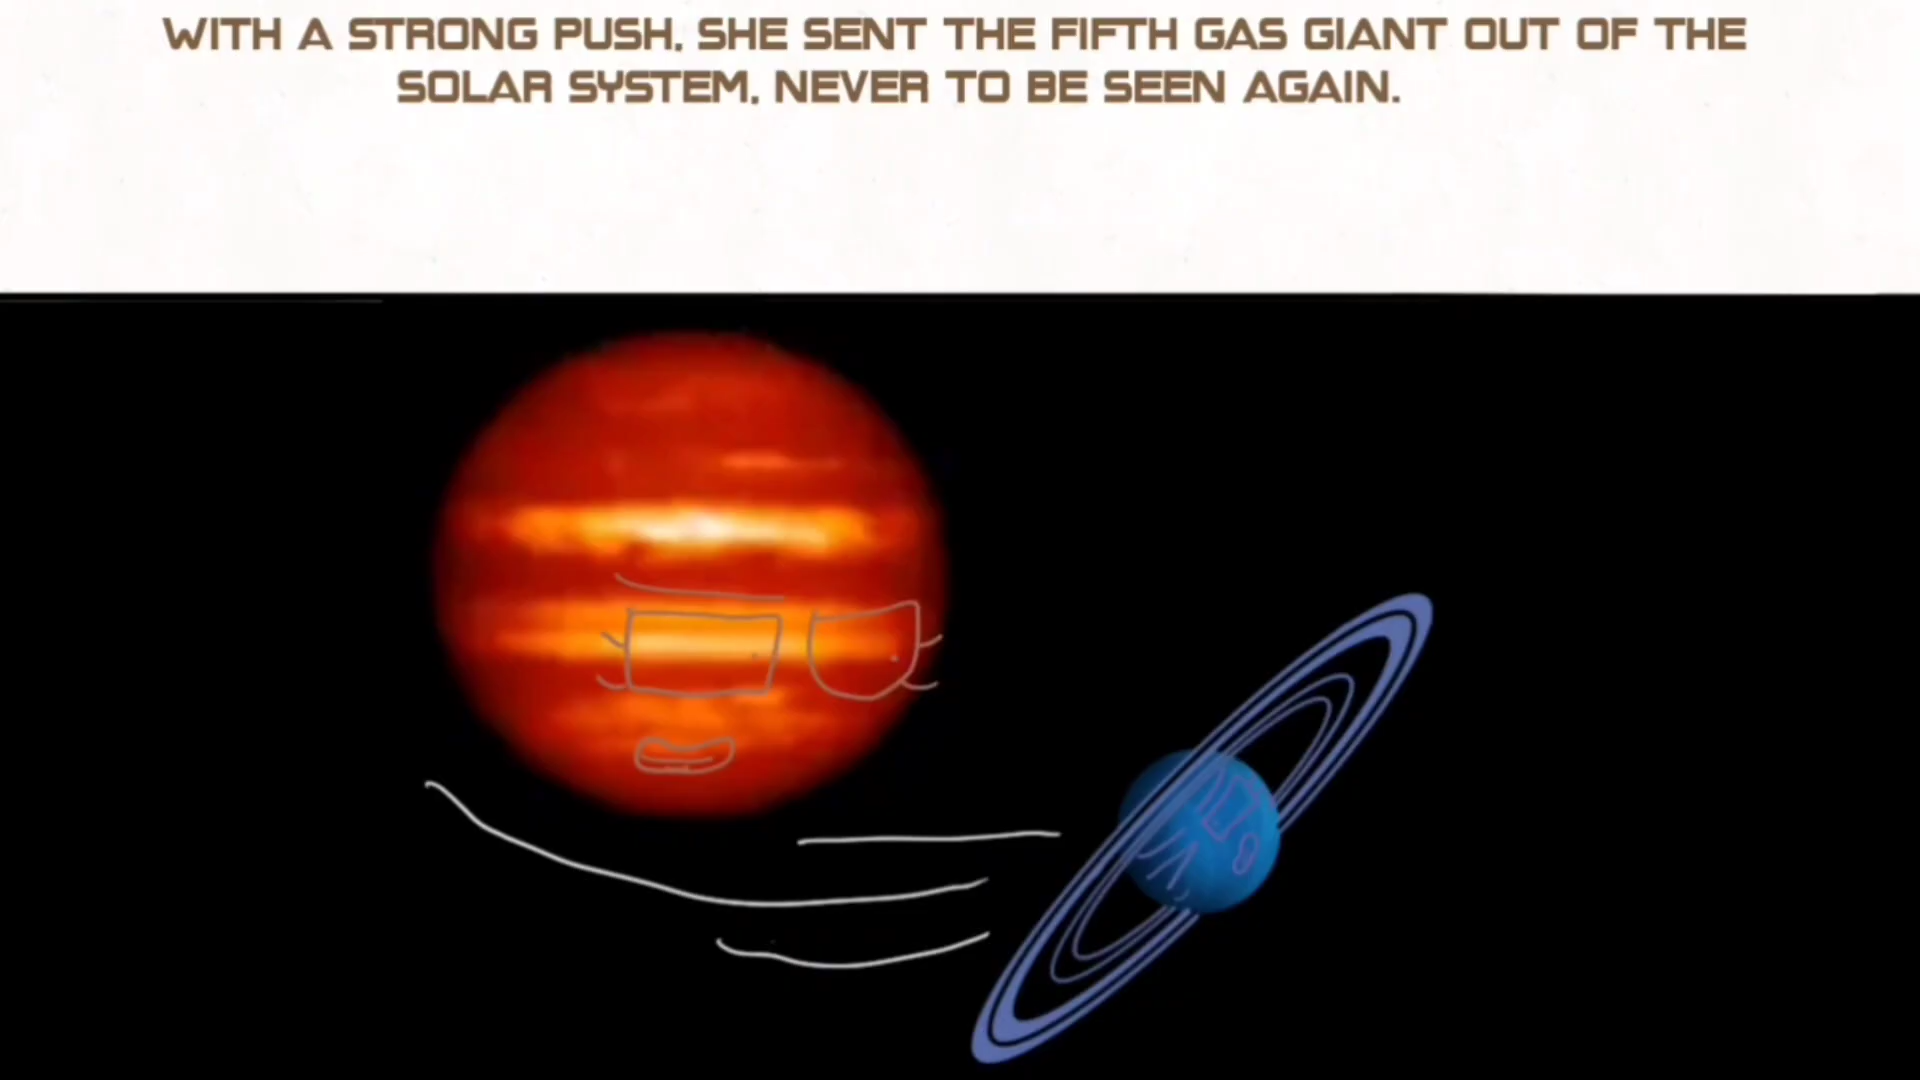 WITH A STRONG PUSH, SHE SENT THE FIFTH GAS GIANT OUT OF THE
SOLAR SYSTEM, NEVER TO BE SEEN AGAIN.